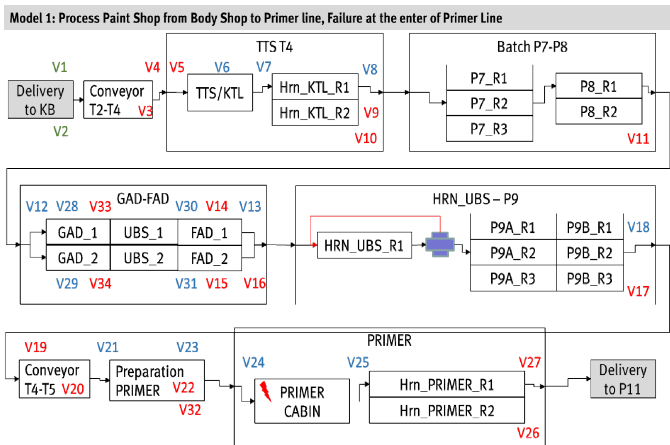 Model 1: Process Paint Shop from Body Shop to Primer line, Failure at the enter of Primer Line
TTS T4
Batch P7-P8
V1
V4
V5
V6
V7
V8
Delivery
to KB
Conveyor
T2-T4
V3
TTS/KTL
Hrn_KTL_R1
Hrn_KTL_R2
P7_R1
P7_R2
P7_R3
P8_R1
P8_R2
V2
V9
V10
V11
GAD-FAD
HRN_UBS – P9
V12
V28
V33
V30
V14
V13
V18
GAD_1
UBS_1
FAD_1
GAD_2
UBS_2
FAD_2
HRN_UBS_R1
P9A_R1
P9B_R1
P9A_R2
P9B_R2
P9A_R3
P9B_R3
V29
V34
V31
V15
V16
V17
PRIMER
V19
V21
V23
V24
V25
V27
Conveyor
T4-T5
V20
Preparation
PRIMER
V22
V32
PRIMER
CABIN
Hrn_PRIMER_R1
Hrn_PRIMER_R2
Delivery
to P11
V26